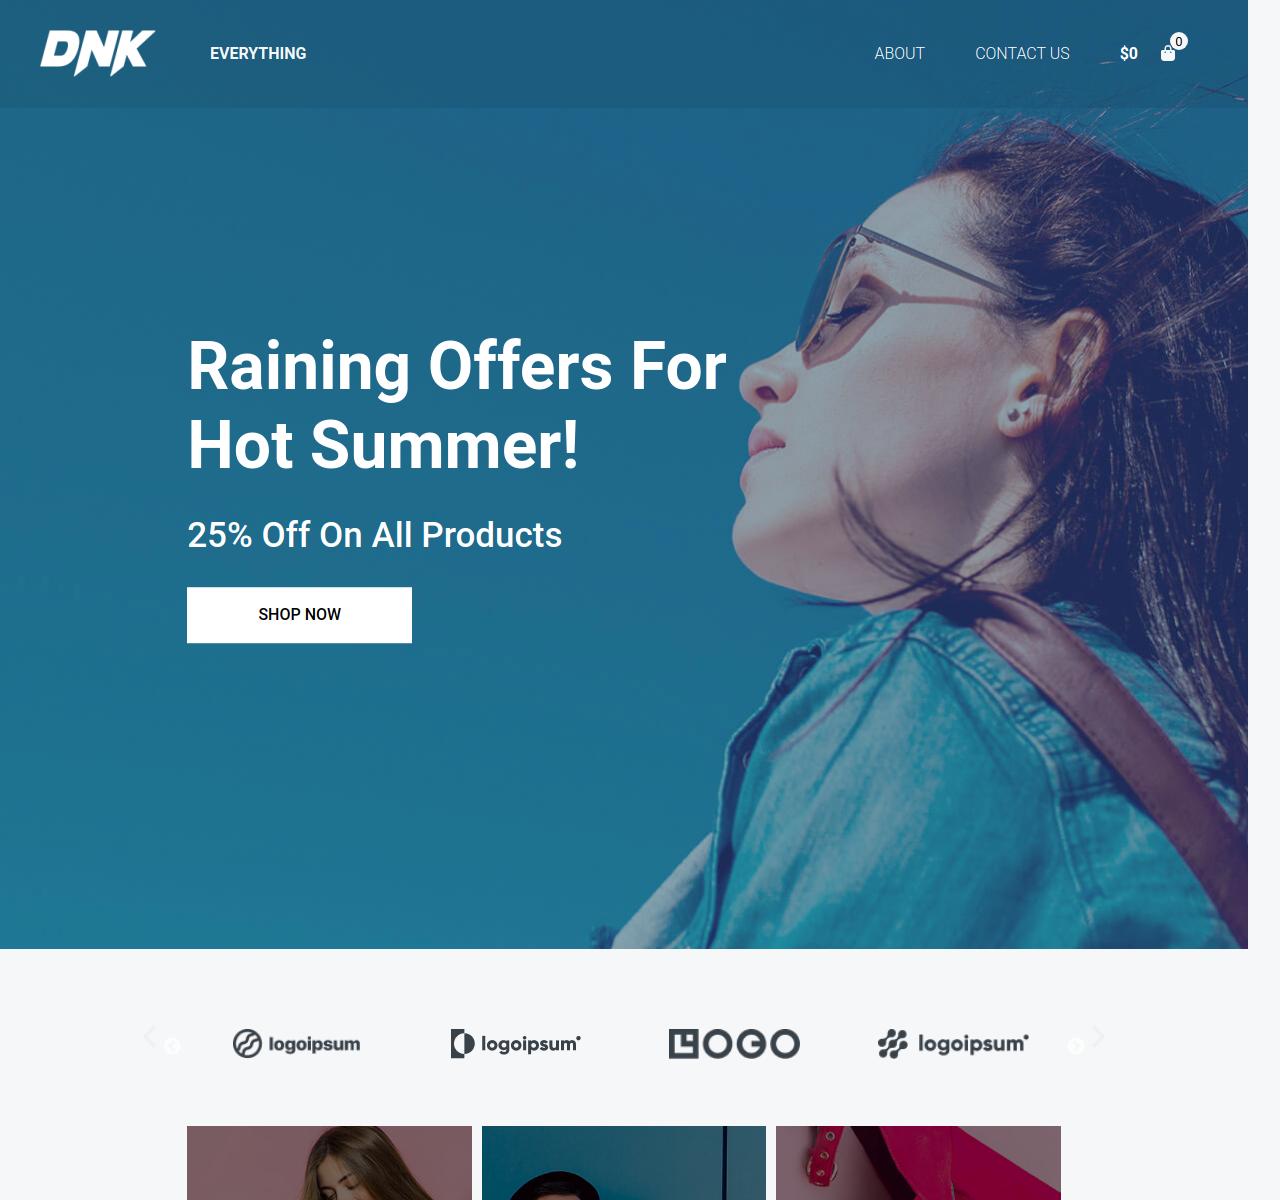 DNK
EVERYTHING
ABOUT
CONTACT US
$0
0
Raining Offers For
Hot Summer!
25% Off On All Products
SHOP NOW
logoipsum
logoipsum
LOGO
logoipsum